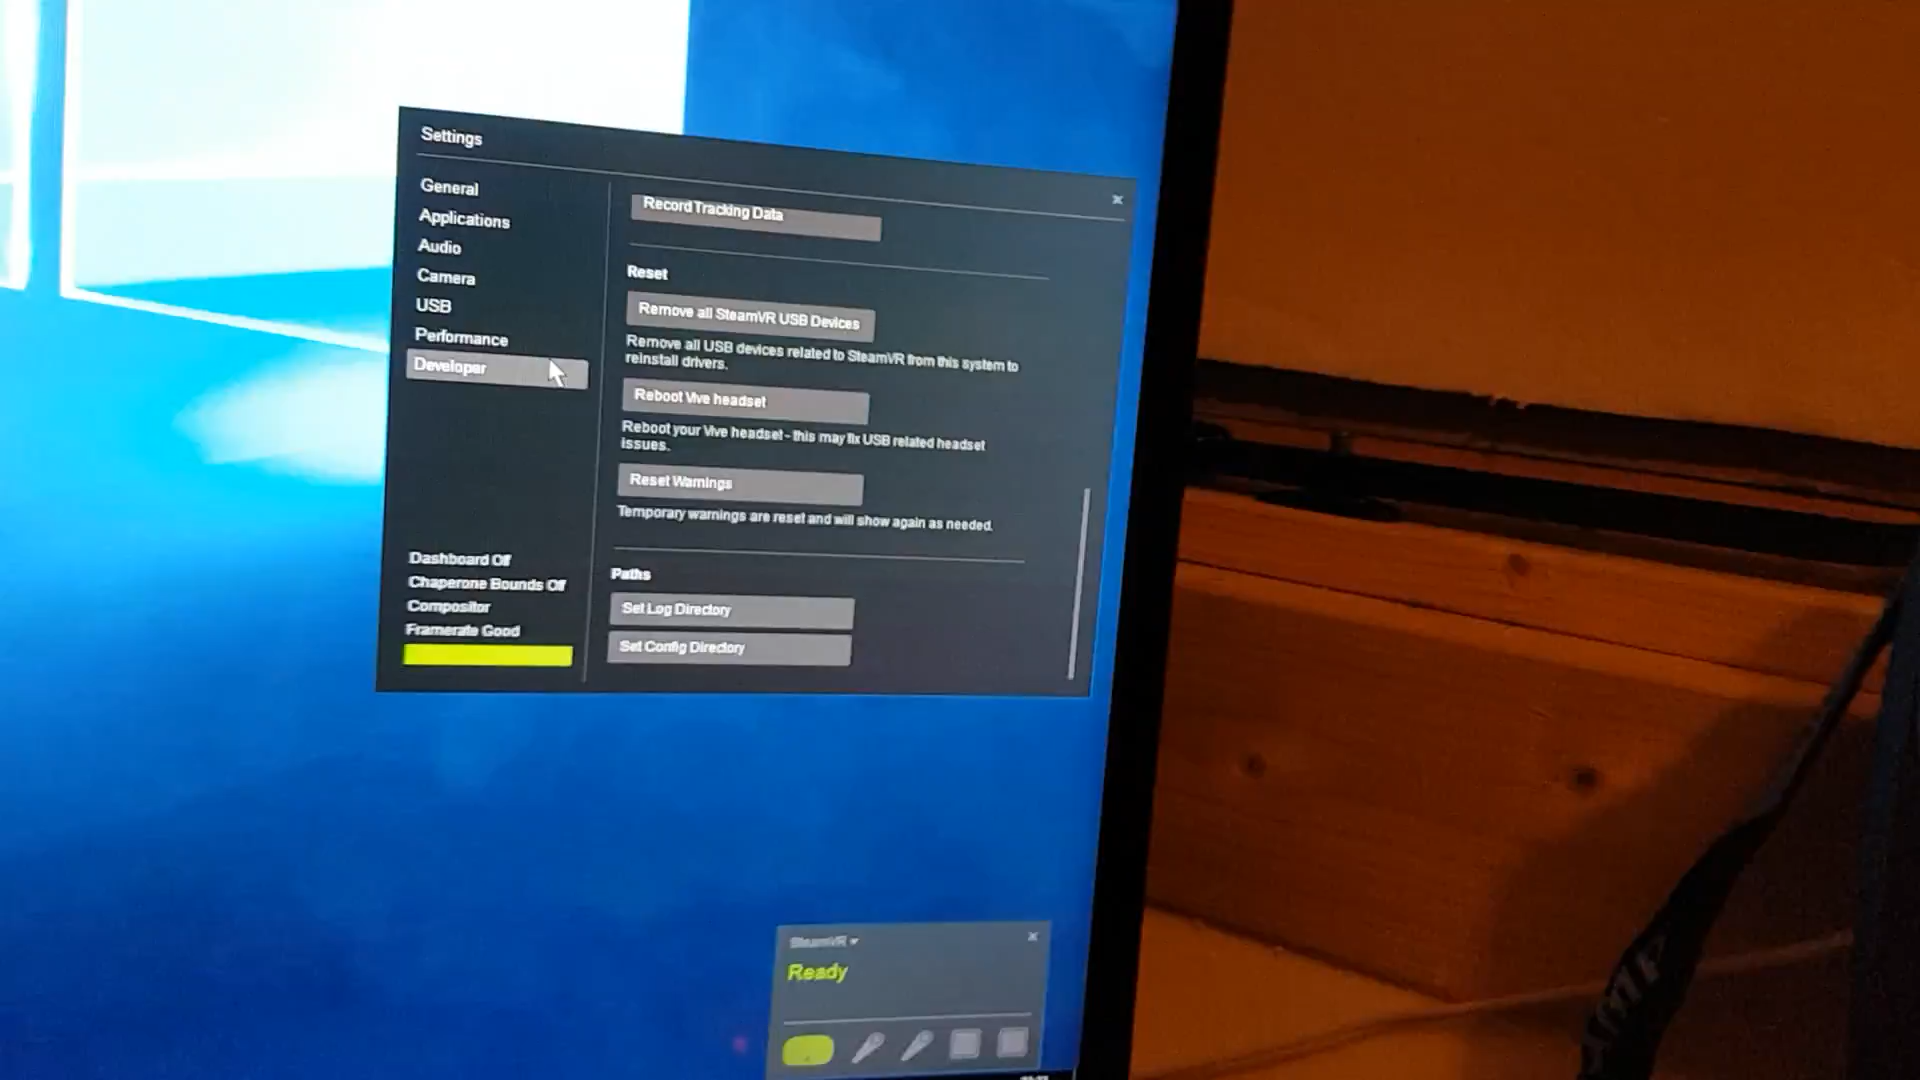 Settings
General
Applications
Audio
Camera
USB
Performance
Developer
Dashboard Off
Chaperone Bounds Off
Compositor
Framerate Good
Record Tracking Data
Reset
Remove all SteamVR USB Devices
Remove all USB devices related to SteamVR from this system to
reinstall drivers.
Reboot Vive headset
Reboot your Vive headset - this may fix USB related headset
issues.
Reset Warnings
Temporary warnings are reset and will show again as needed.
Paths
Set Log Directory
Set Config Directory
SteamVR
Ready